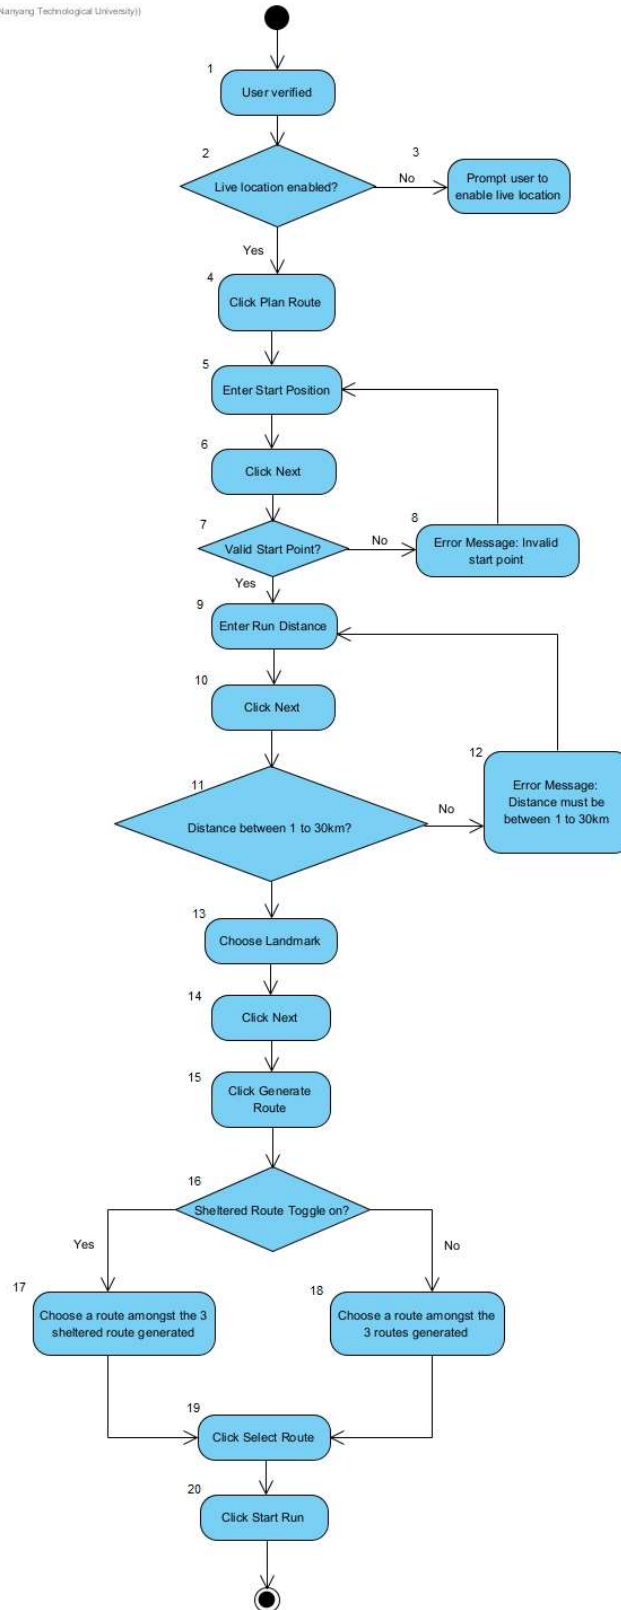 Nanyang Technological University))
1
User verified
2
Live location enabled?
No
3
Prompt user to
enable live location
Yes
4
Click Plan Route
5
Enter Start Position
6
Click Next
7
Valid Start Point?
No
8
Error Message: Invalid
start point
Yes
9
Enter Run Distance
10
Click Next
11
Distance between 1 to 30km?
No
12
Error Message:
Distance must be
between 1 to 30km
13
Choose Landmark
14
Click Next
15
Click Generate
Route
16
Sheltered Route Toggle on?
Yes
No
17
Choose a route amongst the 3
sheltered route generated
18
Choose a route amongst the
3 routes generated
19
Click Select Route
20
Click Start Run